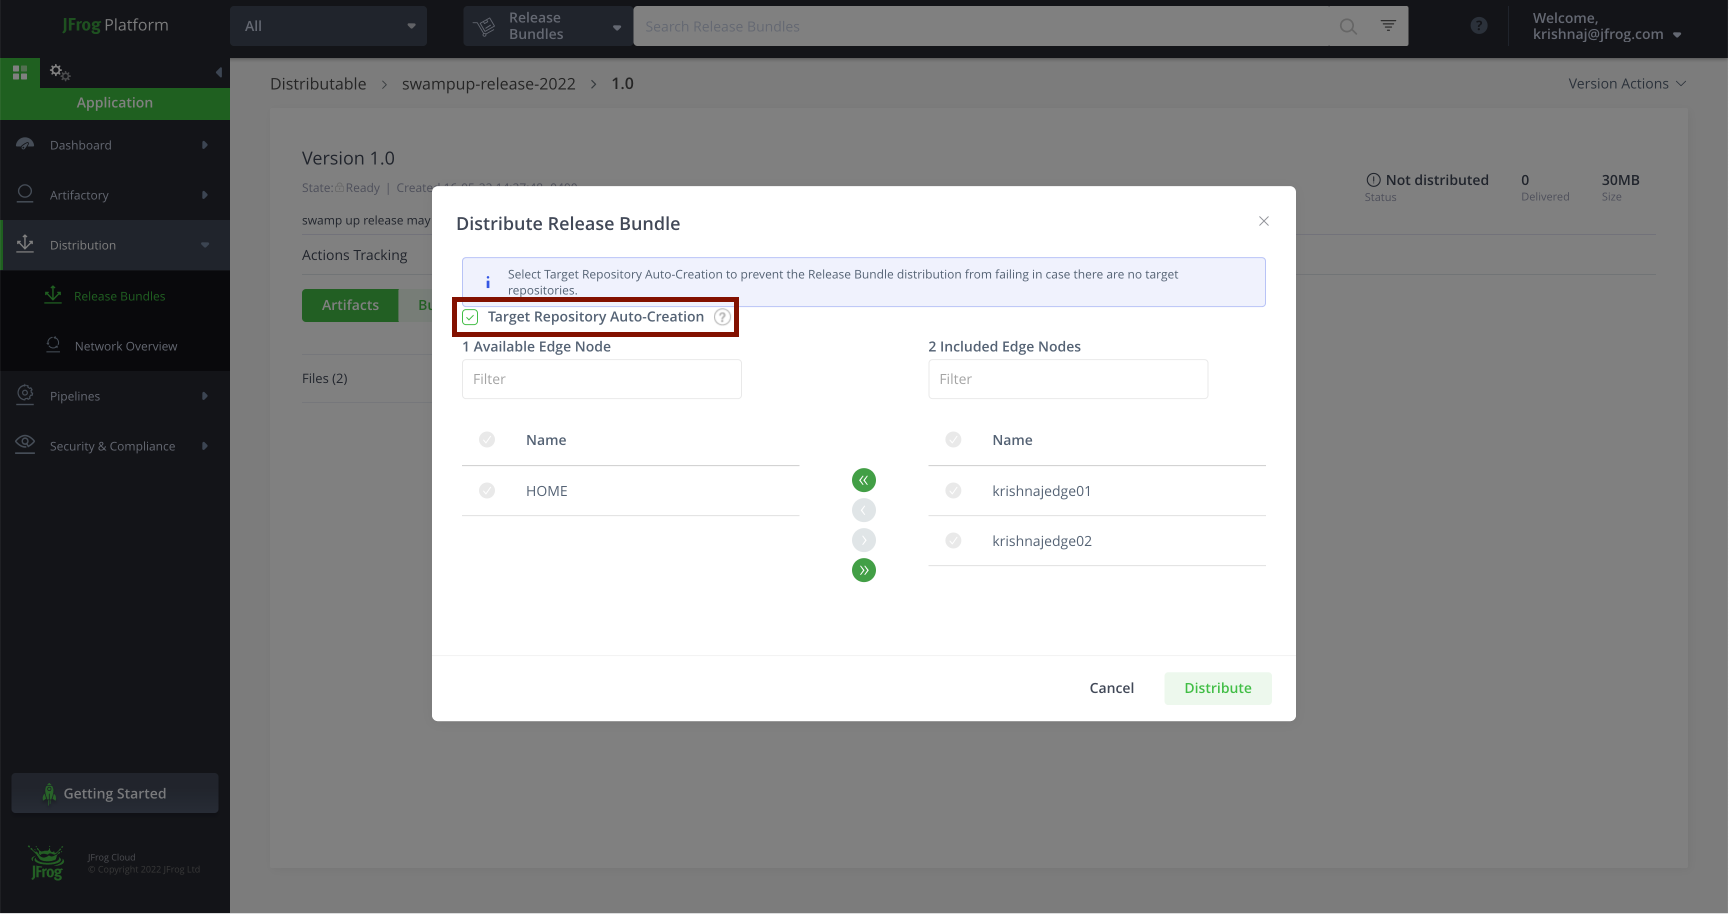 JFrog Platform
All
Release
Bundles
Search Release Bundles
?
Welcome,
krishnaj@jfrog.com
Application
Dashboard
Artifactory
Distribution
Release Bundles
Network Overview
Pipelines
Security & Compliance
Getting Started
JFrog
JFrog Cloud
© Copyright 2022 JFrog Ltd
Distributable > swampup-release-2022 > 1.0
Version Actions
Version 1.0
State: Ready | Create
swamp up release may
Actions Tracking
Artifacts
Files (2)
Not distributed
Status
0
Delivered
30MB
Size
Distribute Release Bundle
Select Target Repository Auto-Creation to prevent the Release Bundle distribution from failing in case there are no target
repositories.
Target Repository Auto-Creation ?
1 Available Edge Node
Filter
Name
HOME
2 Included Edge Nodes
Filter
Name
krishnajedge01
krishnajedge02
Cancel
Distribute